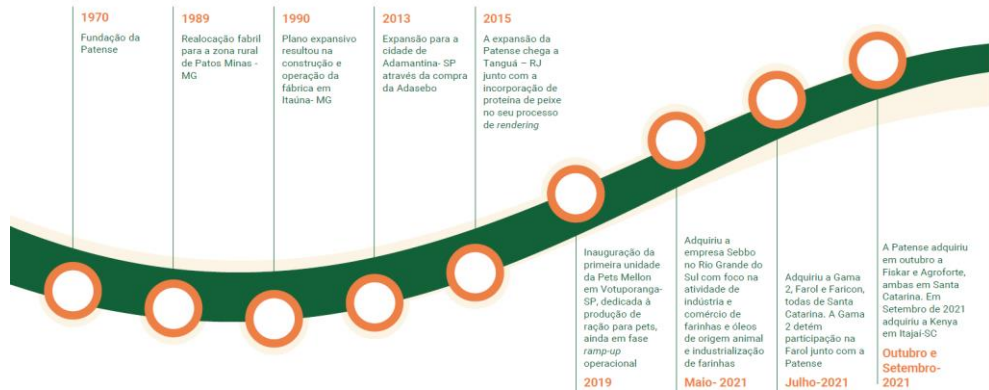 1970
Fundação da
Patense
1989
Realocação fabril
para a zona rural
de Patos Minas -
MG
1990
Plano expansivo
resultou na
construção e
operação da
fábrica em
Itaúna- MG
2013
Expansão para a
cidade de
Adamantina- SP
através da compra
da Adasebo
2015
A expansão da
Patense chega a
Tanguá – RJ
junto com a
incorporação de
proteína de peixe
no seu processo
de rendering
Inauguração da
primeira unidade
da Pets Mellon
em Votuporanga-
SP, dedicada à
produção de
ração para pets,
ainda em fase
ramp-up
operacional
2019
Adquiriu a
empresa Sebbo
no Rio Grande do
Sul com foco na
atividade de
indústria e
comércio de
farinhas e óleos
de origem animal
e industrialização
de farinhas
Maio- 2021
Adquiriu a Gama
2, Farol e Faricon,
todas de Santa
Catarina. A Gama
2 detém
participação na
Farol junto com a
Patense
Julho-2021
A Patense adquiriu
em outubro a
Fiskar e Agroforte,
ambas em Santa
Catarina. Em
Setembro de 2021
adquiriu a Kenya
em Itajaí-SC
Outubro e
Setembro-
2021